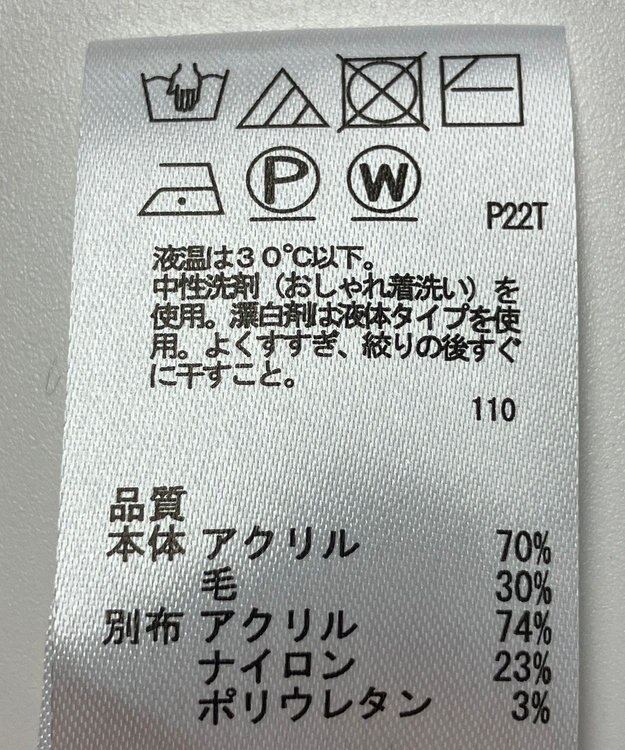 P W P22T
液温は30℃以下。
中性洗剤（おしゃれ着洗い）を
使用。漂白剤は液体タイプを使
用。よくすすぎ、絞りの後すぐ
に干すこと。
110
品質
本体 アクリル 70%
毛 30%
別布 アクリル 74%
ナイロン 23%
ポリウレタン 3%